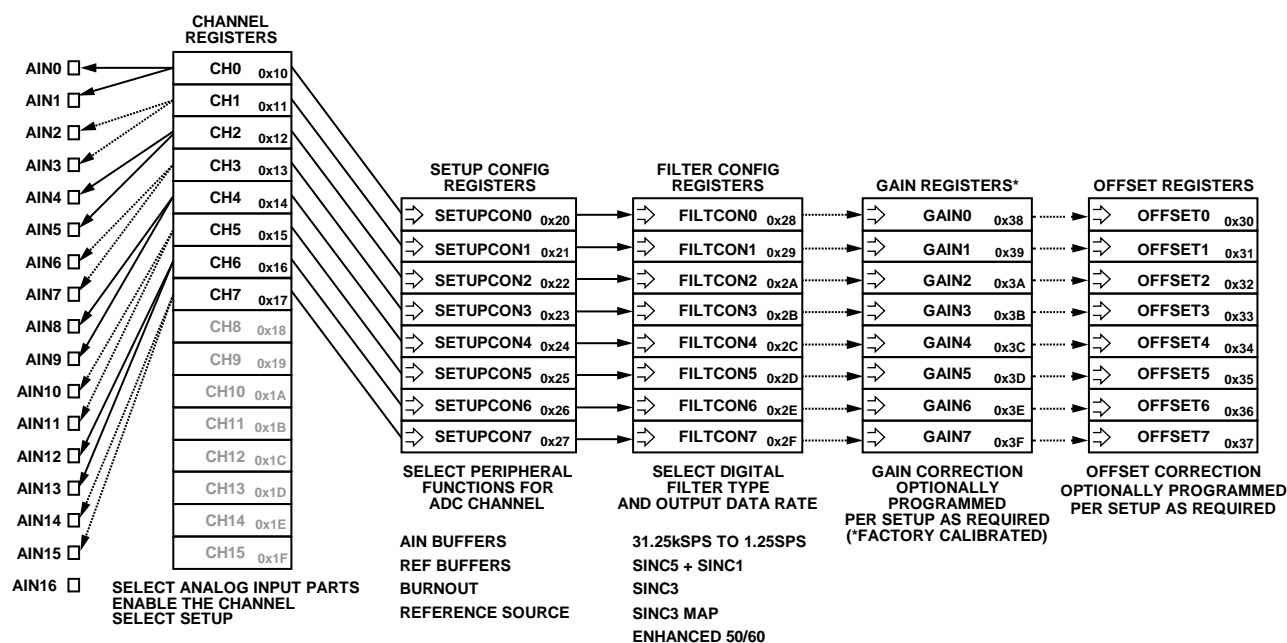 CHANNEL
REGISTERS
AIN0
AIN1
AIN2
AIN3
AIN4
AIN5
AIN6
AIN7
AIN8
AIN9
AIN10
AIN11
AIN12
AIN13
AIN14
AIN15
AIN16
CH0 0x10
CH1 0x11
CH2 0x12
CH3 0x13
CH4 0x14
CH5 0x15
CH6 0x16
CH7 0x17
CH8 0x18
CH9 0x19
CH10 0x1A
CH11 0x1B
CH12 0x1C
CH13 0x1D
CH14 0x1E
CH15 0x1F
SELECT ANALOG INPUT PARTS
ENABLE THE CHANNEL
SELECT SETUP
SETUP CONFIG
REGISTERS
SETUPCON0 0x20
SETUPCON1 0x21
SETUPCON2 0x22
SETUPCON3 0x23
SETUPCON4 0x24
SETUPCON5 0x25
SETUPCON6 0x26
SETUPCON7 0x27
SELECT PERIPHERAL
FUNCTIONS FOR
ADC CHANNEL
AIN BUFFERS
REF BUFFERS
BURNOUT
REFERENCE SOURCE
FILTER CONFIG
REGISTERS
FILTCON0 0x28
FILTCON1 0x29
FILTCON2 0x2A
FILTCON3 0x2B
FILTCON4 0x2C
FILTCON5 0x2D
FILTCON6 0x2E
FILTCON7 0x2F
SELECT DIGITAL
FILTER TYPE
AND OUTPUT DATA RATE
31.25kSPS TO 1.25SPS
SINC5 + SINC1
SINC3
SINC3 MAP
ENHANCED 50/60
GAIN REGISTERS*
GAIN0 0x38
GAIN1 0x39
GAIN2 0x3A
GAIN3 0x3B
GAIN4 0x3C
GAIN5 0x3D
GAIN6 0x3E
GAIN7 0x3F
GAIN CORRECTION
OPTIONALLY
PROGRAMMED
PER SETUP AS REQUIRED
(*FACTORY CALIBRATED)
OFFSET REGISTERS
OFFSET0 0x30
OFFSET1 0x31
OFFSET2 0x32
OFFSET3 0x33
OFFSET4 0x34
OFFSET5 0x35
OFFSET6 0x36
OFFSET7 0x37
OFFSET CORRECTION
OPTIONALLY PROGRAMMED
PER SETUP AS REQUIRED